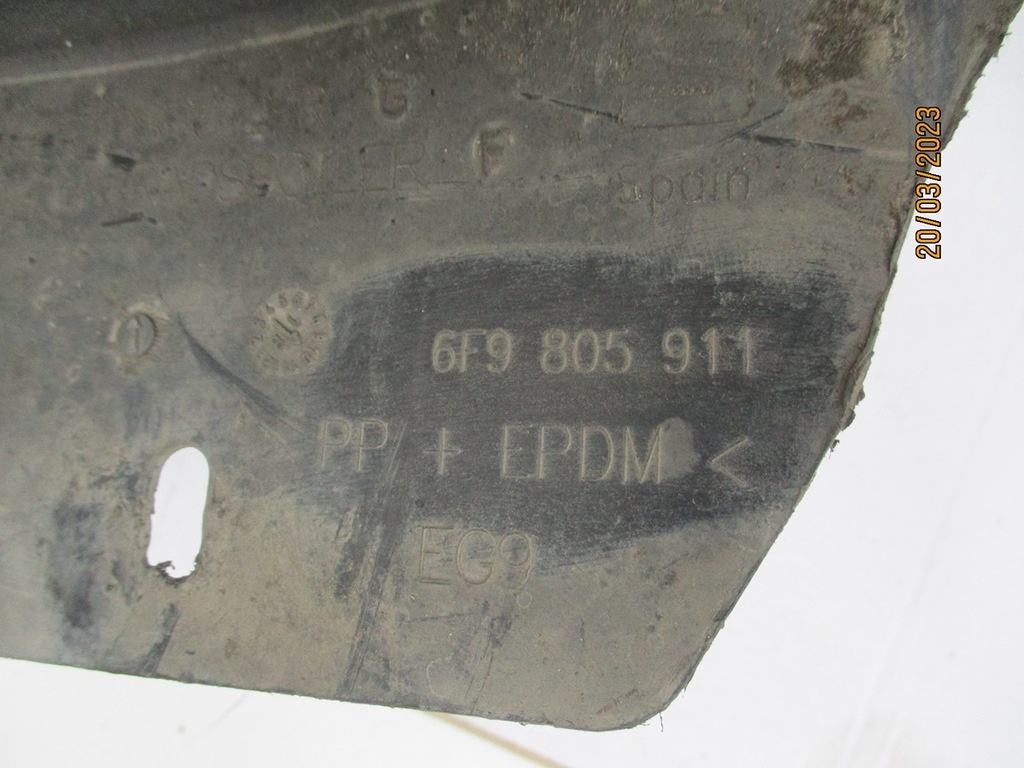 G
F
Spain
6F9 805 911
PP + EPDM <
EG9
20/03/2023